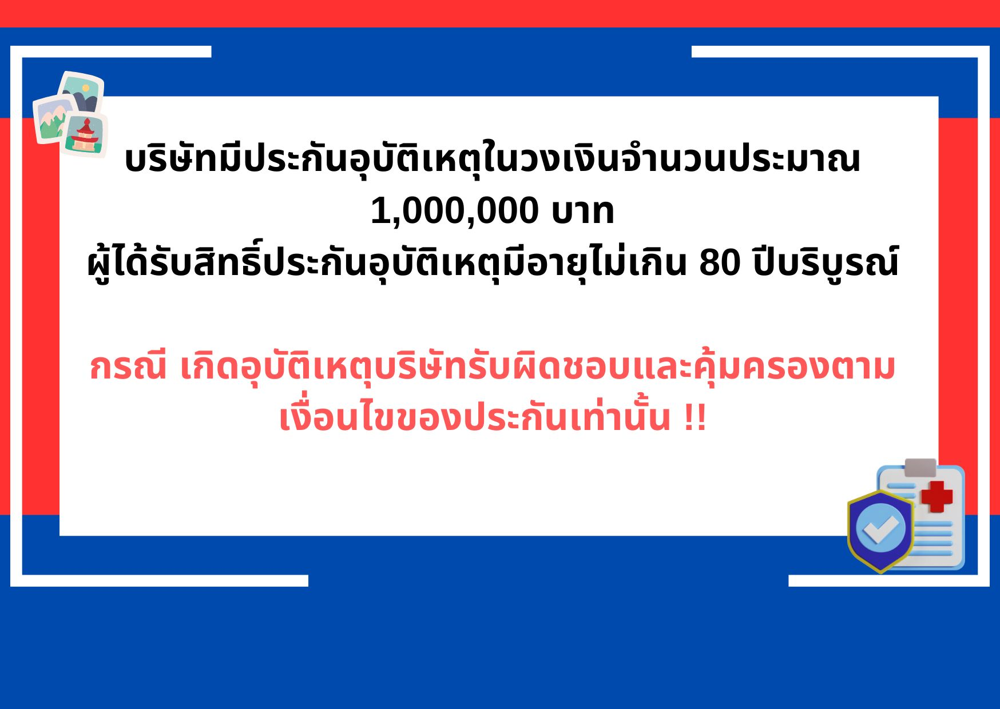 บริษัทมีประกันอุบัติเหตุในวงเงินจำนวนประมาณ
1,000,000 บาท
ผู้ได้รับสิทธิ์ประกันอุบัติเหตุมีอายุไม่เกิน 80 ปีบริบูรณ์
กรณี เกิดอุบัติเหตุบริษัทรับผิดชอบและคุ้มครองตาม
เงื่อนไขของประกันเท่านั้น !!